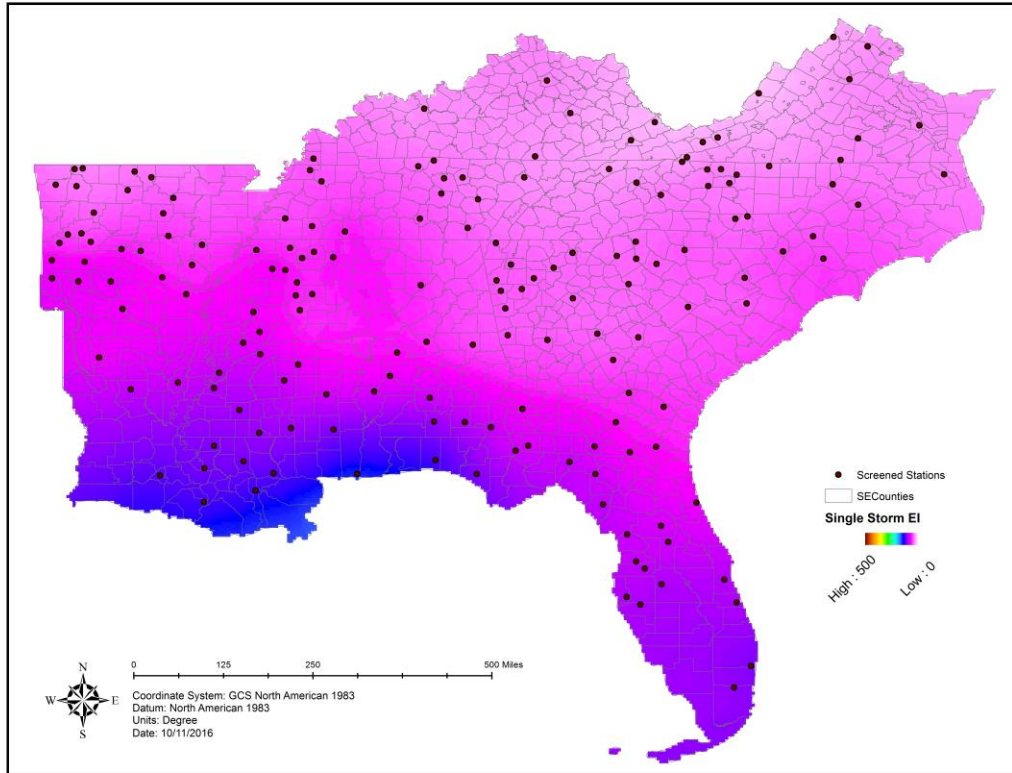 Screened Stations
SECounties
Single Storm EI
High : 500
Low : 0
0 125 250 500 Miles
N
W E
S
Coordinate System: GCS North American 1983
Datum: North American 1983
Units: Degree
Date: 10/11/2016